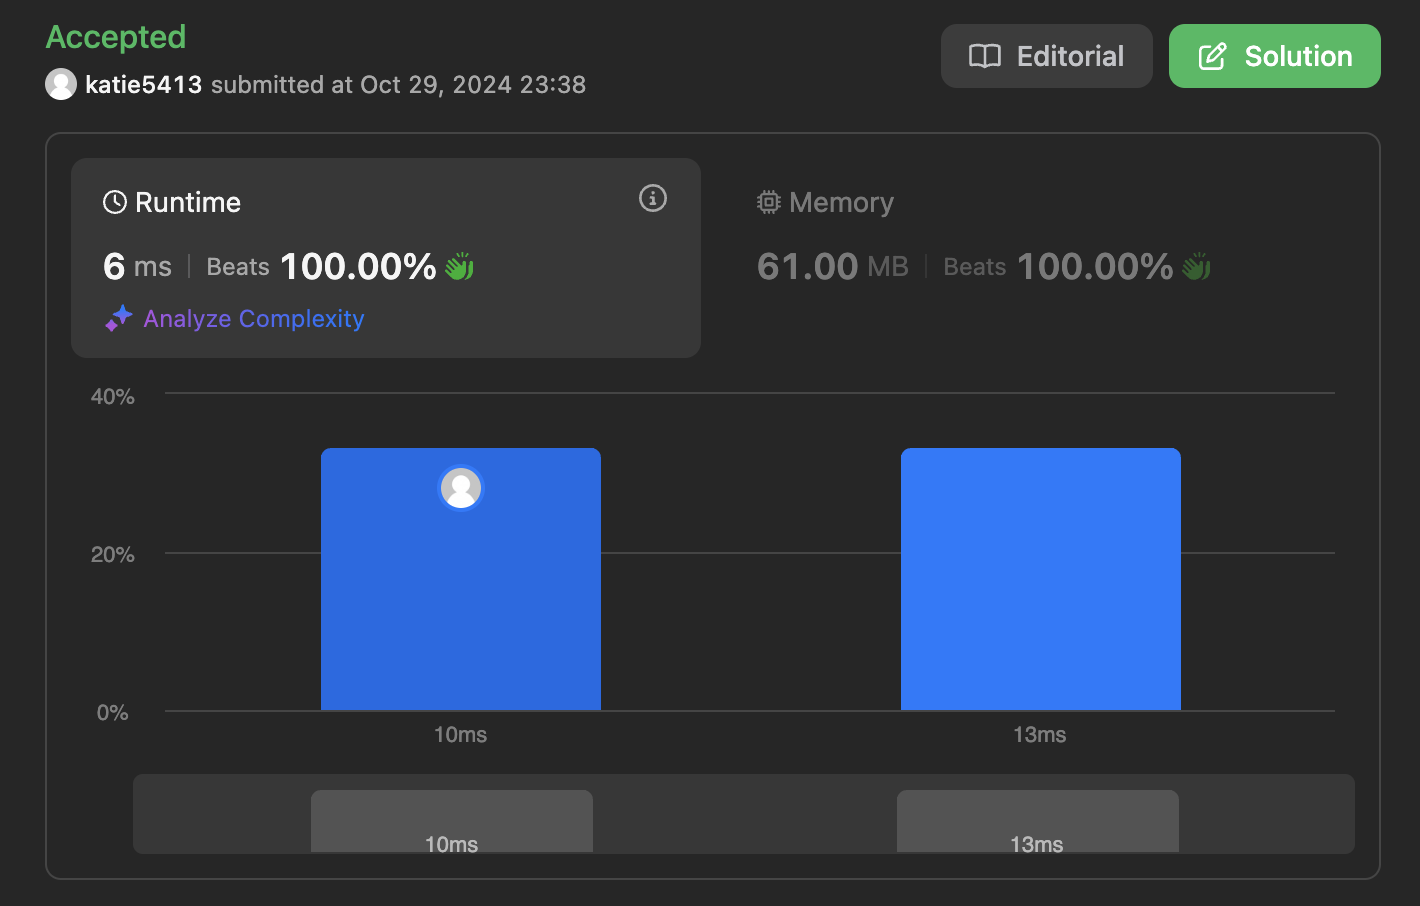 Accepted
Editorial
Solution
katie5413 submitted at Oct 29, 2024 23:38
Runtime
6 ms | Beats 100.00%
Analyze Complexity
Memory
61.00 MB | Beats 100.00%
40%
20%
0%
10ms
13ms
10ms
13ms